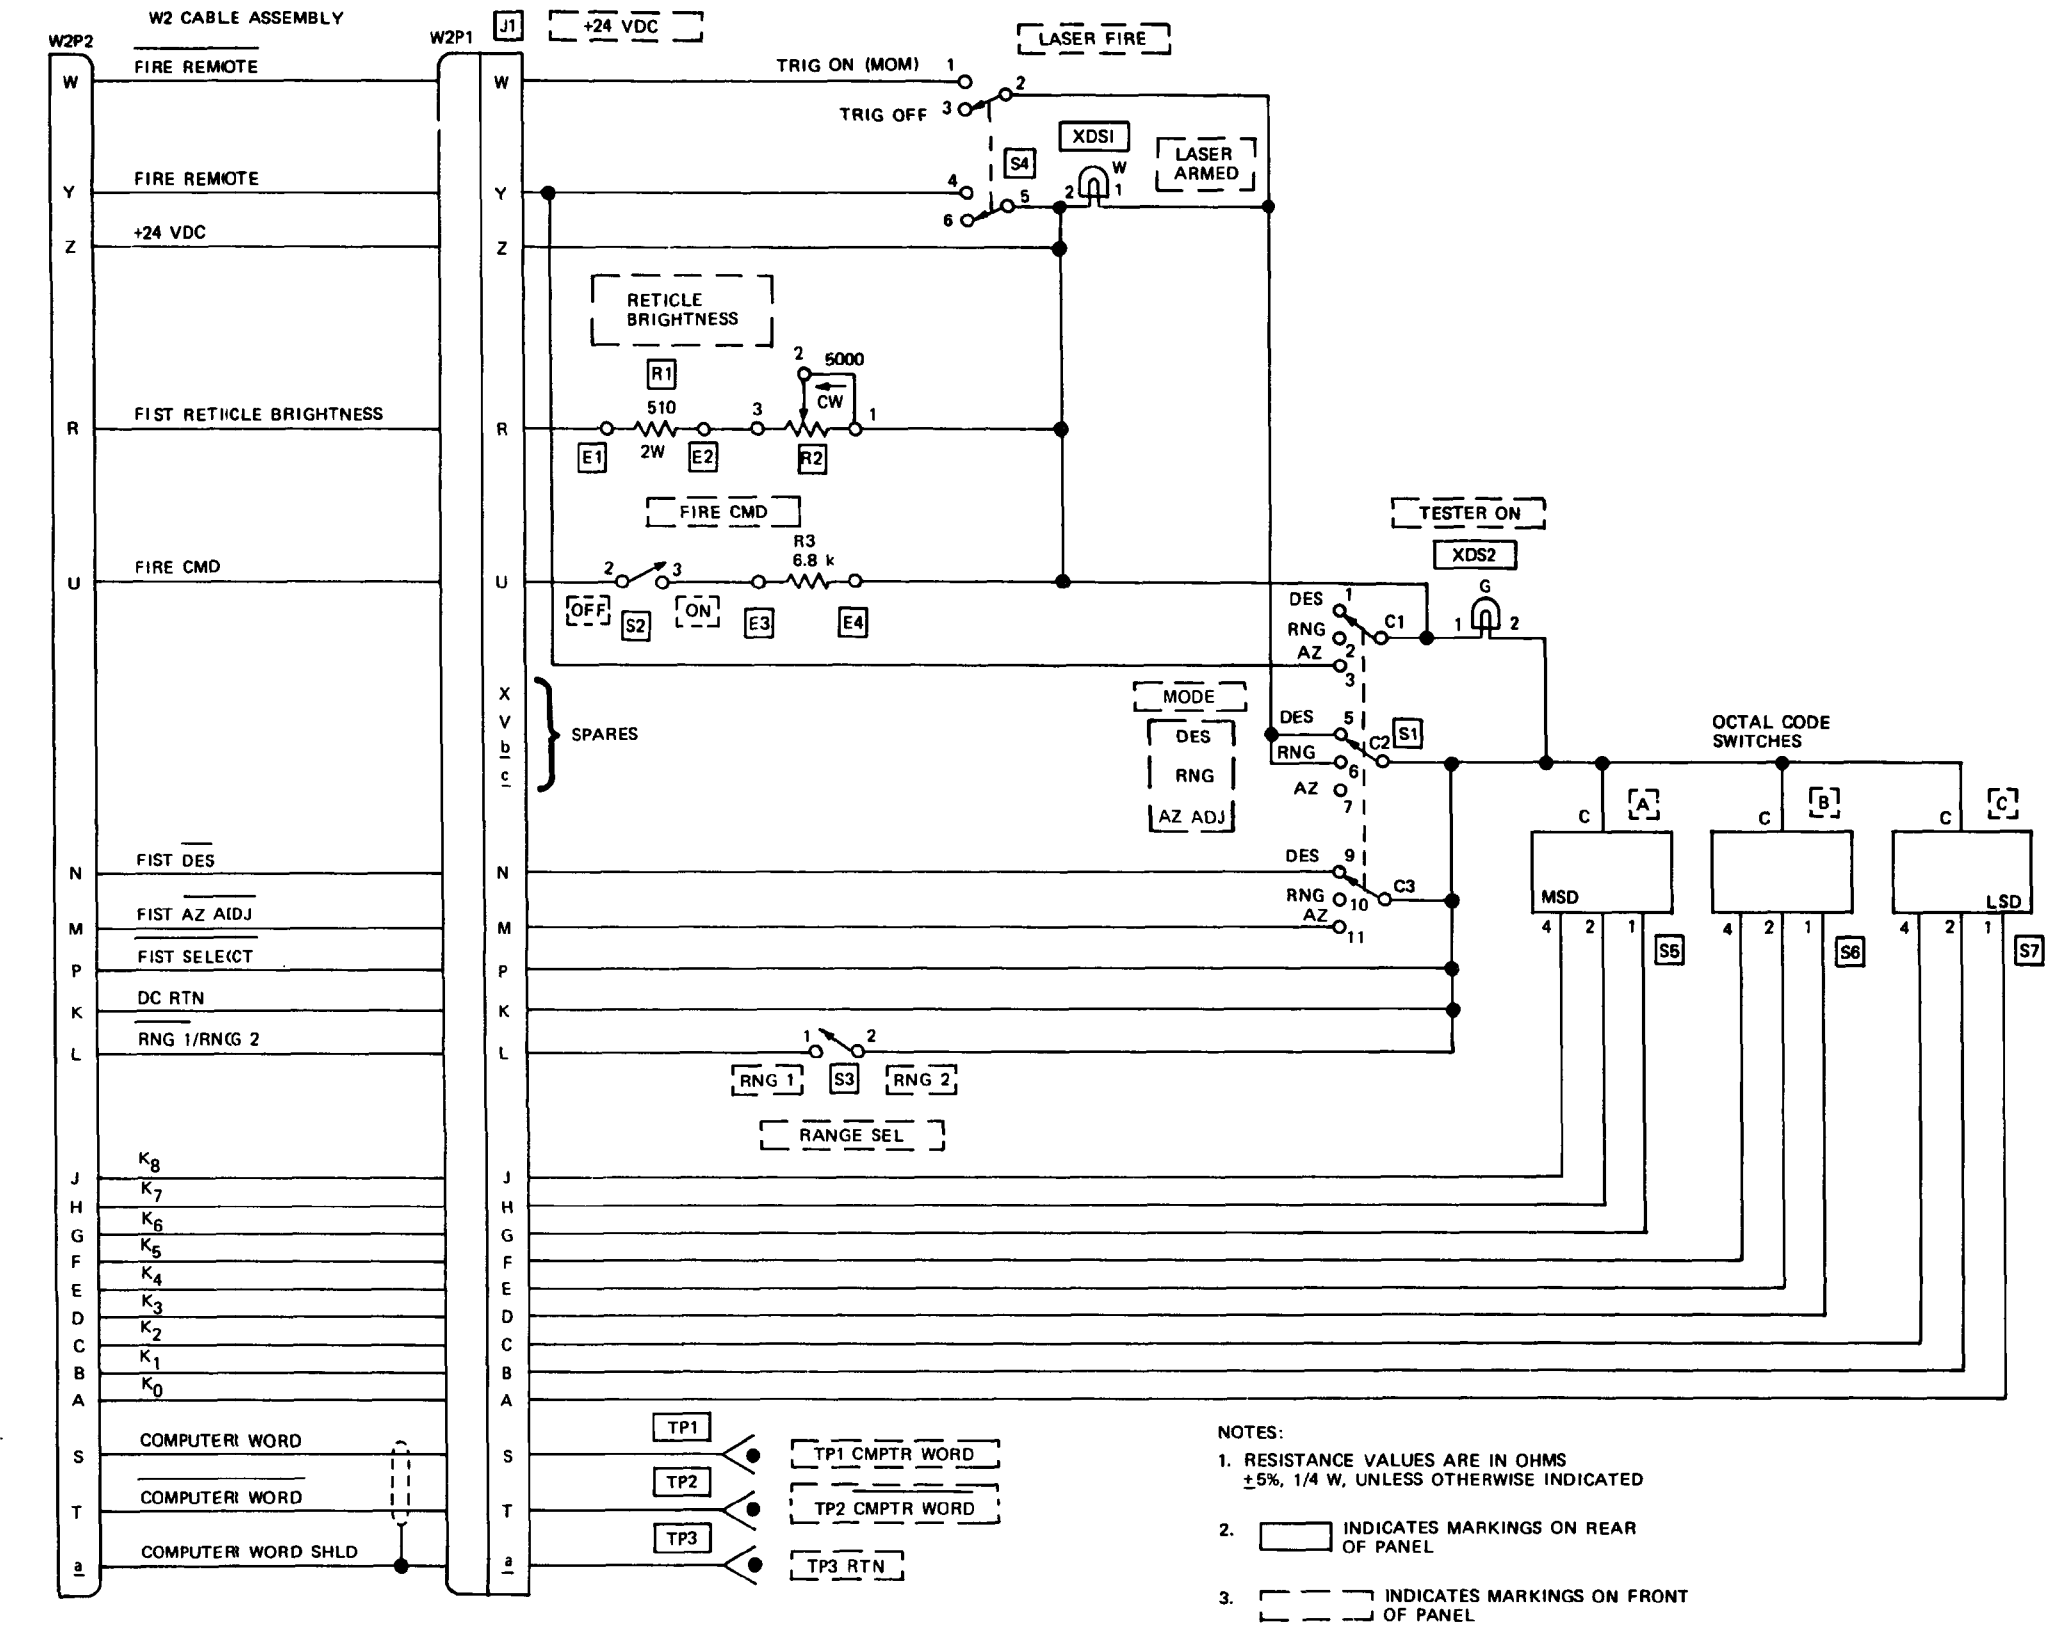 W2 CABLE ASSEMBLY
W2P2
W2P1
J1
+24 VDC
LASER FIRE
W
FIRE REMOTE
W
TRIG ON (MOM)
1
2
TRIG OFF
3
XDS1
LASER
ARMED
S4
W
Y
FIRE REMOTE
Y
4
5
2
1
6
Z
+24 VDC
Z
RETICLE
BRIGHTNESS
R1
2
5000
CW
R
FIST RETICLE BRIGHTNESS
R
510
3
1
E1
2W
E2
R2
FIRE CMD
TESTER ON
XDS2
R3
6.8 k
G
U
FIRE CMD
U
2
3
OFF
S2
ON
E3
E4
DES
1
C1
1
2
RNG
2
AZ
3
X
V
b
c
SPARES
MODE
DES
RNG
AZ ADJ
DES
5
C2
S1
RNG
6
AZ
7
OCTAL CODE
SWITCHES
C
A
C
B
C
C
MSD
LSD
4
2
1
S5
4
2
1
S6
4
2
1
S7
N
FIST DES
N
DES
9
C3
RNG
10
M
FIST AZ ADJ
M
AZ
11
P
FIST SELECT
P
K
DC RTN
K
L
RNG 1/RNG 2
L
1
2
RNG 1
S3
RNG 2
RANGE SEL
J
K8
J
H
K7
H
G
K6
G
F
K5
F
E
K4
E
D
K3
D
C
K2
C
B
K1
B
A
K0
A
S
COMPUTER WORD
S
TP1
TP1 CMPTR WORD
T
COMPUTER WORD
T
TP2
TP2 CMPTR WORD
a
COMPUTER WORD SHLD
a
TP3
TP3 RTN
NOTES:
1. RESISTANCE VALUES ARE IN OHMS
±5%, 1/4 W, UNLESS OTHERWISE INDICATED
2. INDICATES MARKINGS ON REAR
OF PANEL
3. INDICATES MARKINGS ON FRONT
OF PANEL